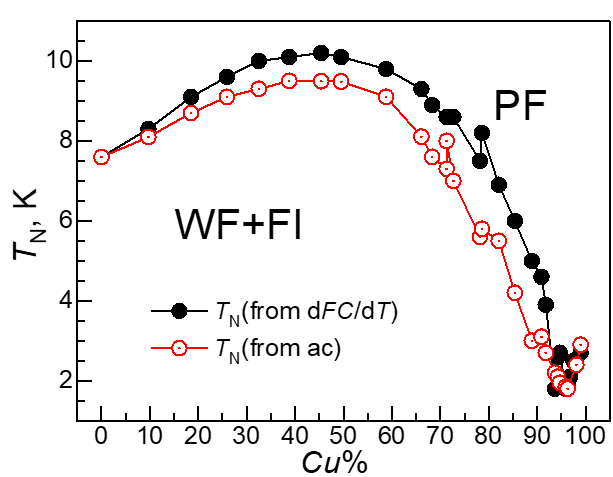 10
8
6
4
2
T_N, K
PF
WF+FI
T_N(from dFC/dT)
T_N(from ac)
0 10 20 30 40 50 60 70 80 90 100
Cu%